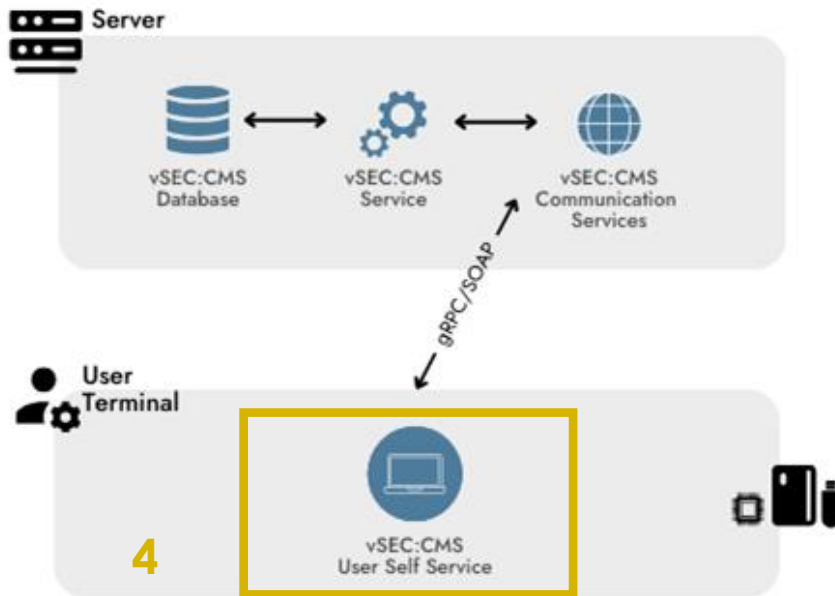 Server
vSEC:CMS
Database
vSEC:CMS
Service
vSEC:CMS
Communication
Services
gRPC/SOAP
User
Terminal
4
vSEC:CMS
User Self Service